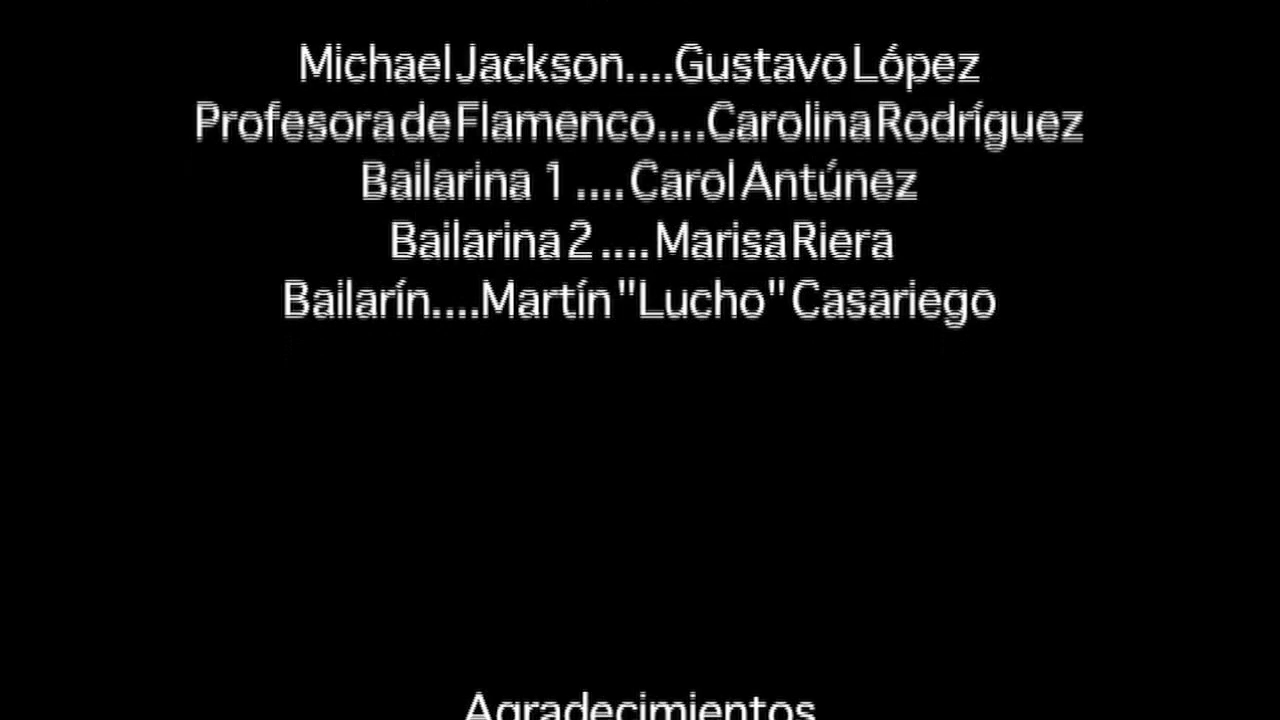 Michael Jackson....Gustavo López
Profesora de Flamenco....Carolina Rodríguez
Bailarina 1 ....Carol Antúnez
Bailarina 2 ....Marisa Riera
Bailarín....Martín "Lucho" Casariego
Agradecimientos